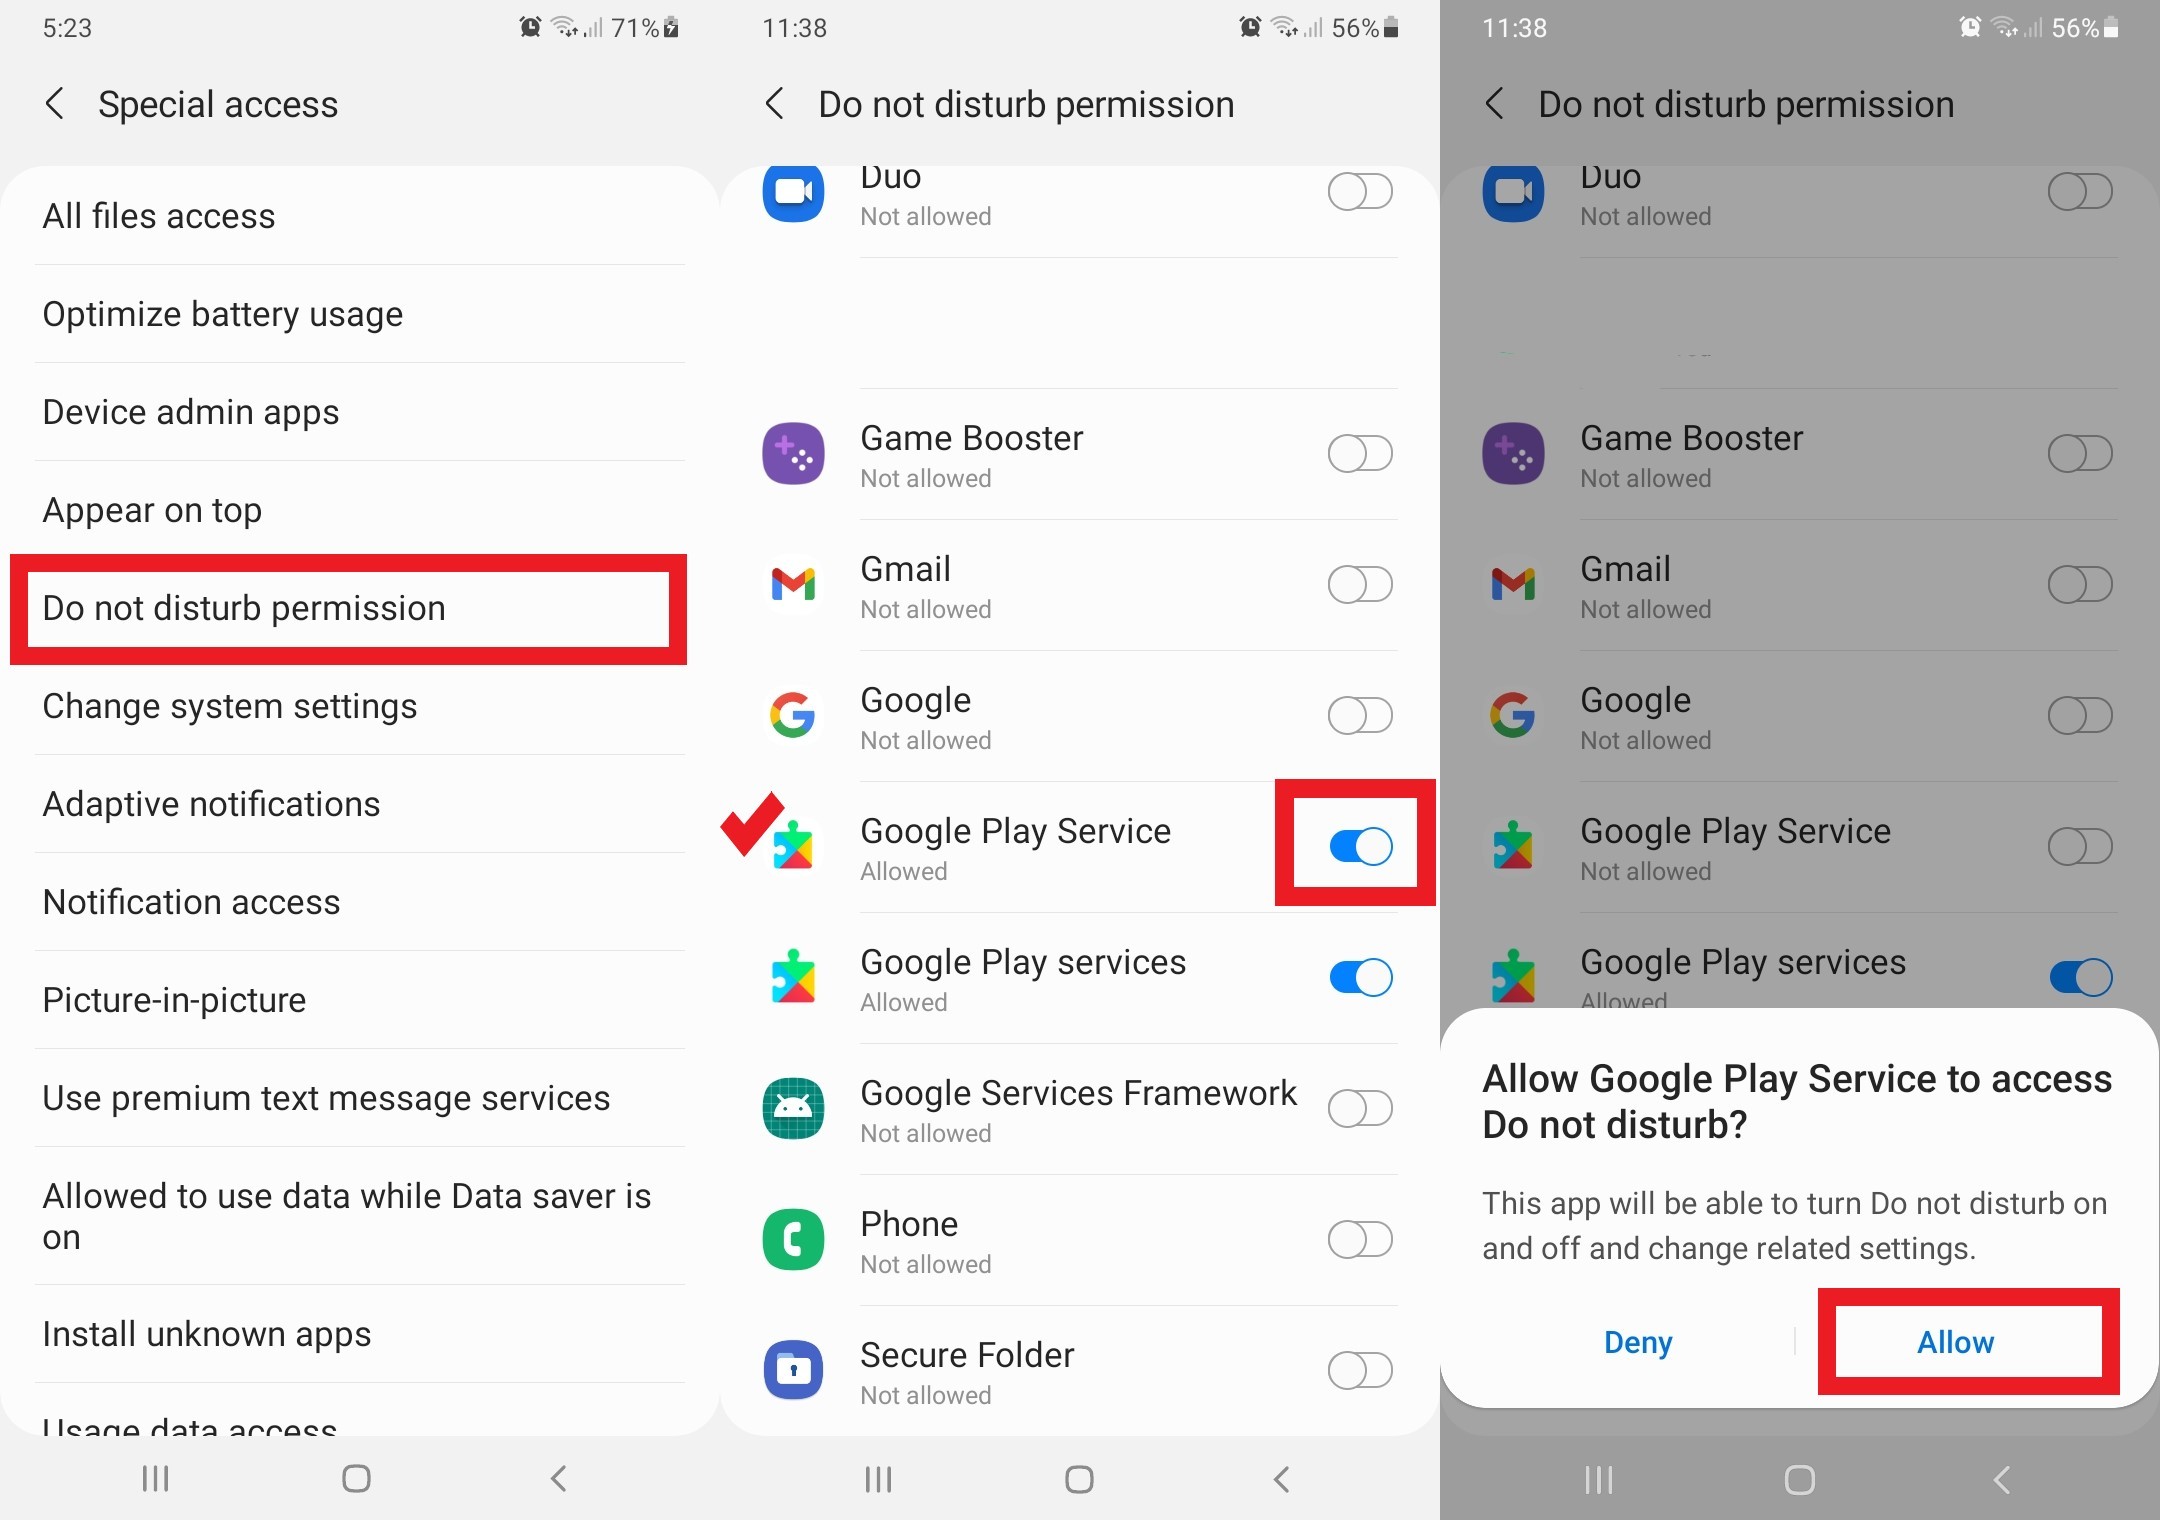 5:23
71%
Special access
All files access
Optimize battery usage
Device admin apps
Appear on top
Do not disturb permission
Change system settings
Adaptive notifications
Notification access
Picture-in-picture
Use premium text message services
Allowed to use data while Data saver is
on
Install unknown apps
Usage data access
11:38
56%
Do not disturb permission
Duo
Not allowed
Game Booster
Not allowed
Gmail
Not allowed
Google
Not allowed
Google Play Service
Allowed
Google Play services
Allowed
Google Services Framework
Not allowed
Phone
Not allowed
Secure Folder
Not allowed
11:38
56%
Do not disturb permission
Duo
Not allowed
Game Booster
Not allowed
Gmail
Not allowed
Google
Not allowed
Google Play Service
Not allowed
Google Play services
Allowed
Allow Google Play Service to access
Do not disturb?
This app will be able to turn Do not disturb on
and off and change related settings.
Deny
Allow